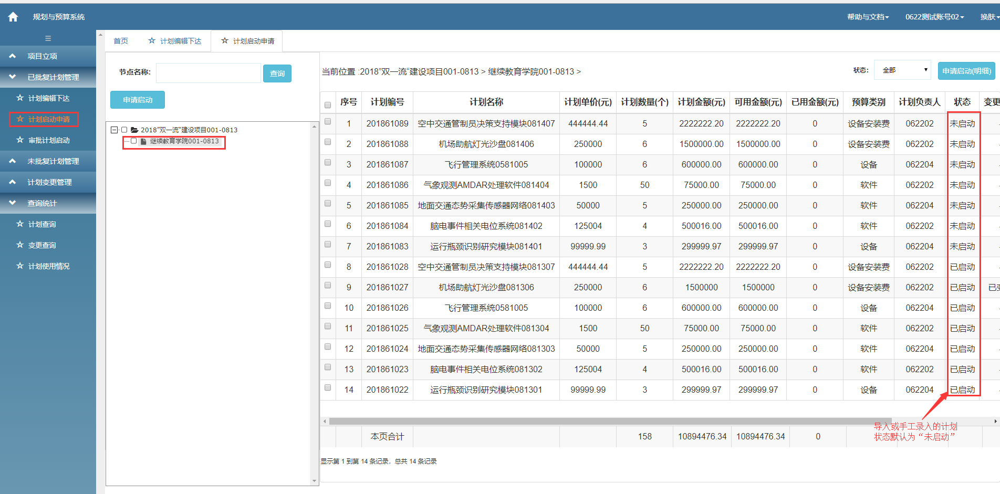 规划与预算系统
帮助与文档
0622测试账号02
换肤
项目立项
已批复计划管理
计划编辑下达
计划启动申请
审批计划启动
未批复计划管理
计划变更管理
查询统计
计划查询
变更查询
计划使用情况
首页
计划编辑下达
计划启动申请
节点名称:
查询
申请启动
2018"双一流"建设项目001-0813
继续教育学院001-0813
当前位置 :2018"双一流"建设项目001-0813 > 继续教育学院001-0813 >
状态:
全部
申请启动(明细)
序号 计划编号 计划名称 计划单价(元) 计划数量(个) 计划金额(元) 可用金额(元) 已用金额(元) 预算类别 计划负责人 状态 变更
1 201861089 空中交通管制员决策支持模块081407 444444.44 5 2222222.20 2222222.20 0 设备安装费 062202 未启动
2 201861088 机场助航灯光沙盘081406 250000 6 1500000.00 1500000.00 0 设备安装费 062202 未启动
3 201861087 飞行管理系统0581005 100000 6 600000.00 600000.00 0 设备 062204 未启动
4 201861086 气象观测AMDAR处理软件081404 1500 50 75000.00 75000.00 0 软件 062202 未启动
5 201861085 地面交通态势采集传感器网络081403 50000 5 250000.00 250000.00 0 软件 062204 未启动
6 201861084 脑电事件相关电位系统081402 125004 4 500016.00 500016.00 0 软件 062202 未启动
7 201861083 运行瓶颈识别研究模块081401 99999.99 3 299999.97 299999.97 0 设备 062204 未启动
8 201861028 空中交通管制员决策支持模块081307 444444.44 5 2222222.20 2222222.20 0 设备安装费 062202 已启动
9 201861027 机场助航灯光沙盘081306 250000 6 1500000 1500000 0 设备安装费 062202 已启动 已变
10 201861026 飞行管理系统0581005 100000 6 600000.00 600000.00 0 设备 062204 已启动
11 201861025 气象观测AMDAR处理软件081304 1500 50 75000.00 75000.00 0 软件 062202 已启动
12 201861024 地面交通态势采集传感器网络081303 50000 5 250000.00 250000.00 0 软件 062204 已启动
13 201861023 脑电事件相关电位系统081302 125004 4 500016.00 500016.00 0 软件 062202 已启动
14 201861022 运行瓶颈识别研究模块081301 99999.99 3 299999.97 299999.97 0 设备 062204 已启动
导入或手工录入的计划
状态默认为“未启动”
本页合计 158 10894476.34 10894476.34 0
显示第 1 到第 14 条记录，总共 14 条记录